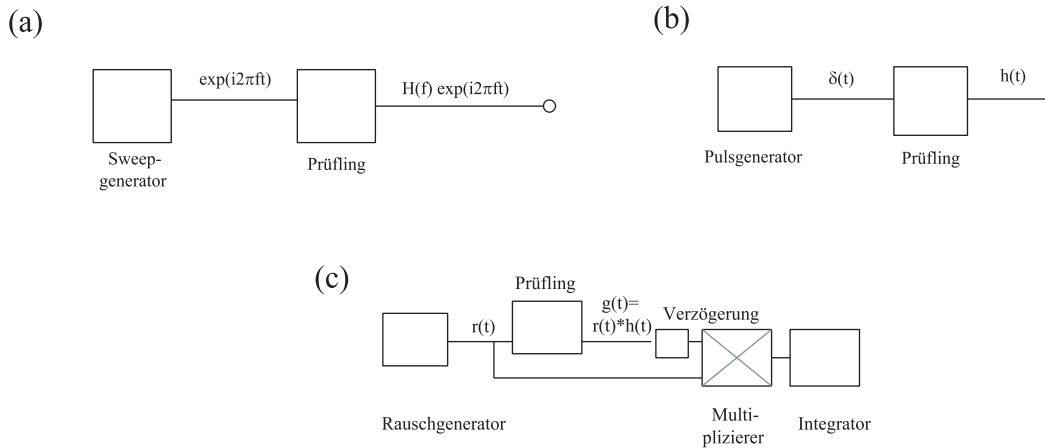 (a)
exp(i2πft)
H(f) exp(i2πft)
Sweep-
generator
Prüfling
(b)
δ(t)
h(t)
Pulsgenerator
Prüfling
(c)
Prüfling
r(t)
g(t)=
r(t)*h(t)
Verzögerung
Rauschgenerator
Multi-
plizierer
Integrator